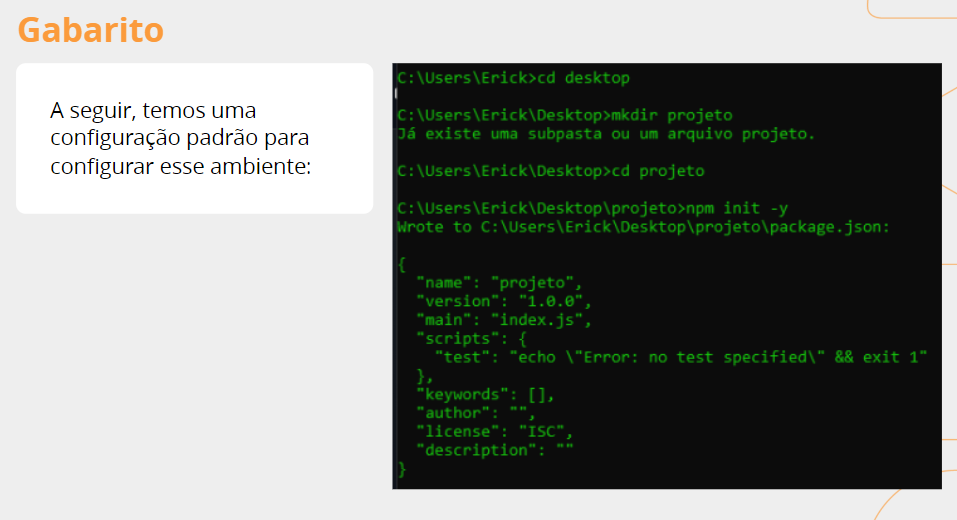 Gabarito
A seguir, temos uma
configuração padrão para
configurar esse ambiente:
C:\Users\Erick>cd desktop
C:\Users\Erick\Desktop>mkdir projeto
Já existe uma subpasta ou um arquivo projeto.
C:\Users\Erick\Desktop>cd projeto
C:\Users\Erick\Desktop\projeto>npm init -y
Wrote to C:\Users\Erick\Desktop\projeto\package.json:
{
  "name": "projeto",
  "version": "1.0.0",
  "main": "index.js",
  "scripts": {
    "test": "echo \"Error: no test specified\" && exit 1"
  },
  "keywords": [],
  "author": "",
  "license": "ISC",
  "description": ""
}